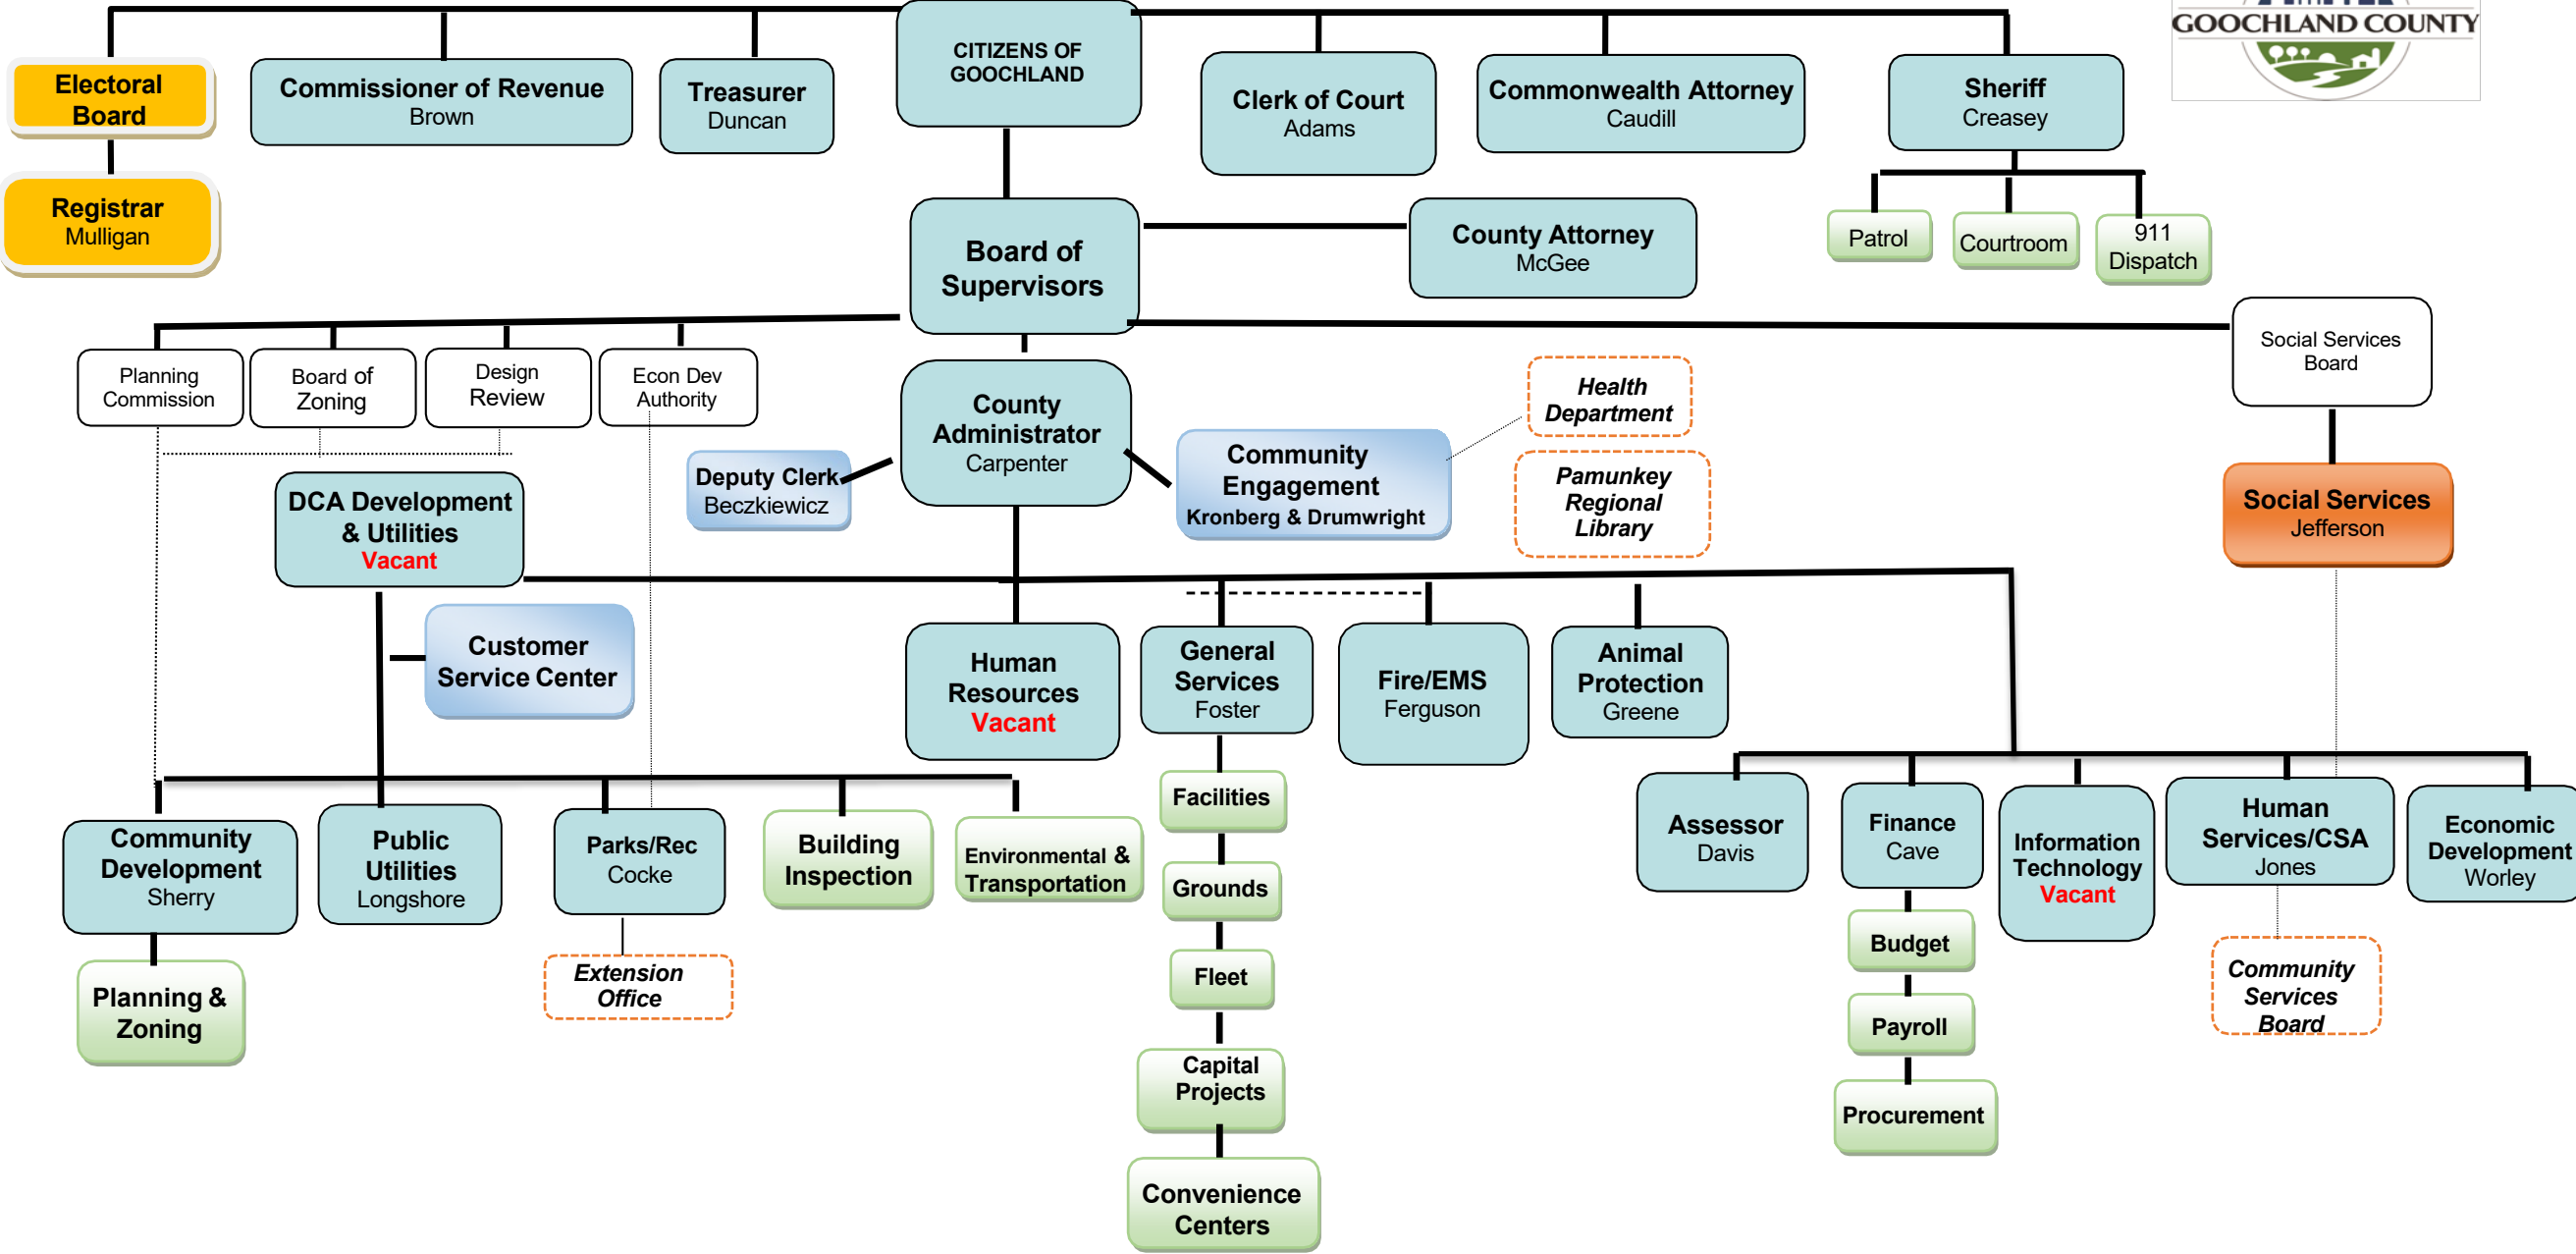 GOOCHLAND COUNTY
CITIZENS OF
GOOCHLAND
Electoral
Board
Commissioner of Revenue
Brown
Treasurer
Duncan
Clerk of Court
Adams
Commonwealth Attorney
Caudill
Sheriff
Creasey
Registrar
Mulligan
Board of
Supervisors
County Attorney
McGee
Patrol
Courtroom
911
Dispatch
Planning
Commission
Board of
Zoning
Design
Review
Econ Dev
Authority
Social Services
Board
County
Administrator
Carpenter
Deputy Clerk
Beczkiewicz
Community
Engagement
Kronberg & Drumwright
Health
Department
Pamunkey
Regional
Library
Social Services
Jefferson
DCA Development
& Utilities
Vacant
Customer
Service Center
Human
Resources
Vacant
General
Services
Foster
Fire/EMS
Ferguson
Animal
Protection
Greene
Community
Development
Sherry
Public
Utilities
Longshore
Parks/Rec
Cocke
Building
Inspection
Environmental &
Transportation
Facilities
Grounds
Fleet
Capital
Projects
Convenience
Centers
Assessor
Davis
Finance
Cave
Information
Technology
Vacant
Human
Services/CSA
Jones
Economic
Development
Worley
Planning &
Zoning
Extension
Office
Budget
Payroll
Procurement
Community
Services
Board